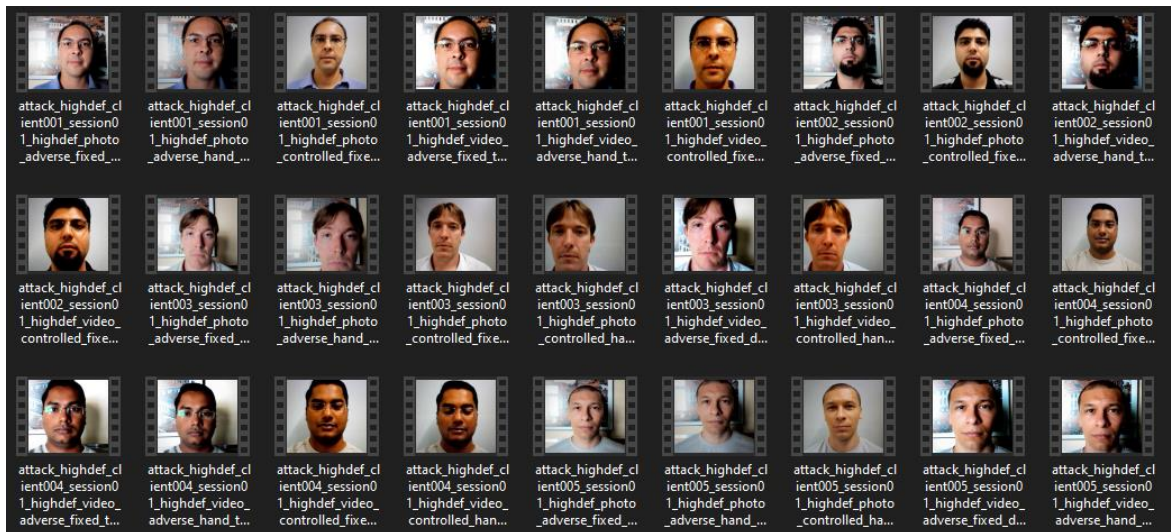 attack_highdef_cl
ient001_session0
1_highdef_photo
_adverse_fixed_...
attack_highdef_cl
ient001_session0
1_highdef_photo
_adverse_hand_...
attack_highdef_cl
ient001_session0
1_highdef_photo
_controlled_fixe...
attack_highdef_cl
ient001_session0
1_highdef_video_
adverse_fixed_t...
attack_highdef_cl
ient001_session0
1_highdef_video_
adverse_hand_t...
attack_highdef_cl
ient001_session0
1_highdef_video_
controlled_fixe...
attack_highdef_cl
ient002_session0
1_highdef_photo
_adverse_fixed_...
attack_highdef_cl
ient002_session0
1_highdef_photo
_controlled_fixe...
attack_highdef_cl
ient002_session0
1_highdef_video_
adverse_hand_t...
attack_highdef_cl
ient002_session0
1_highdef_video_
controlled_fixe...
attack_highdef_cl
ient003_session0
1_highdef_photo
_adverse_fixed_...
attack_highdef_cl
ient003_session0
1_highdef_photo
_adverse_hand_...
attack_highdef_cl
ient003_session0
1_highdef_photo
_controlled_fixe...
attack_highdef_cl
ient003_session0
1_highdef_photo
_controlled_ha...
attack_highdef_cl
ient003_session0
1_highdef_video_
adverse_fixed_d...
attack_highdef_cl
ient003_session0
1_highdef_video_
controlled_han...
attack_highdef_cl
ient004_session0
1_highdef_photo
_adverse_fixed_...
attack_highdef_cl
ient004_session0
1_highdef_photo
_controlled_fixe...
attack_highdef_cl
ient004_session0
1_highdef_video_
adverse_fixed_t...
attack_highdef_cl
ient004_session0
1_highdef_video_
adverse_hand_t...
attack_highdef_cl
ient004_session0
1_highdef_video_
controlled_fixe...
attack_highdef_cl
ient004_session0
1_highdef_video_
controlled_han...
attack_highdef_cl
ient005_session0
1_highdef_photo
_adverse_fixed_...
attack_highdef_cl
ient005_session0
1_highdef_photo
_adverse_hand_...
attack_highdef_cl
ient005_session0
1_highdef_photo
_controlled_ha...
attack_highdef_cl
ient005_session0
1_highdef_video_
adverse_fixed_d...
attack_highdef_cl
ient005_session0
1_highdef_video_
adverse_hand_...